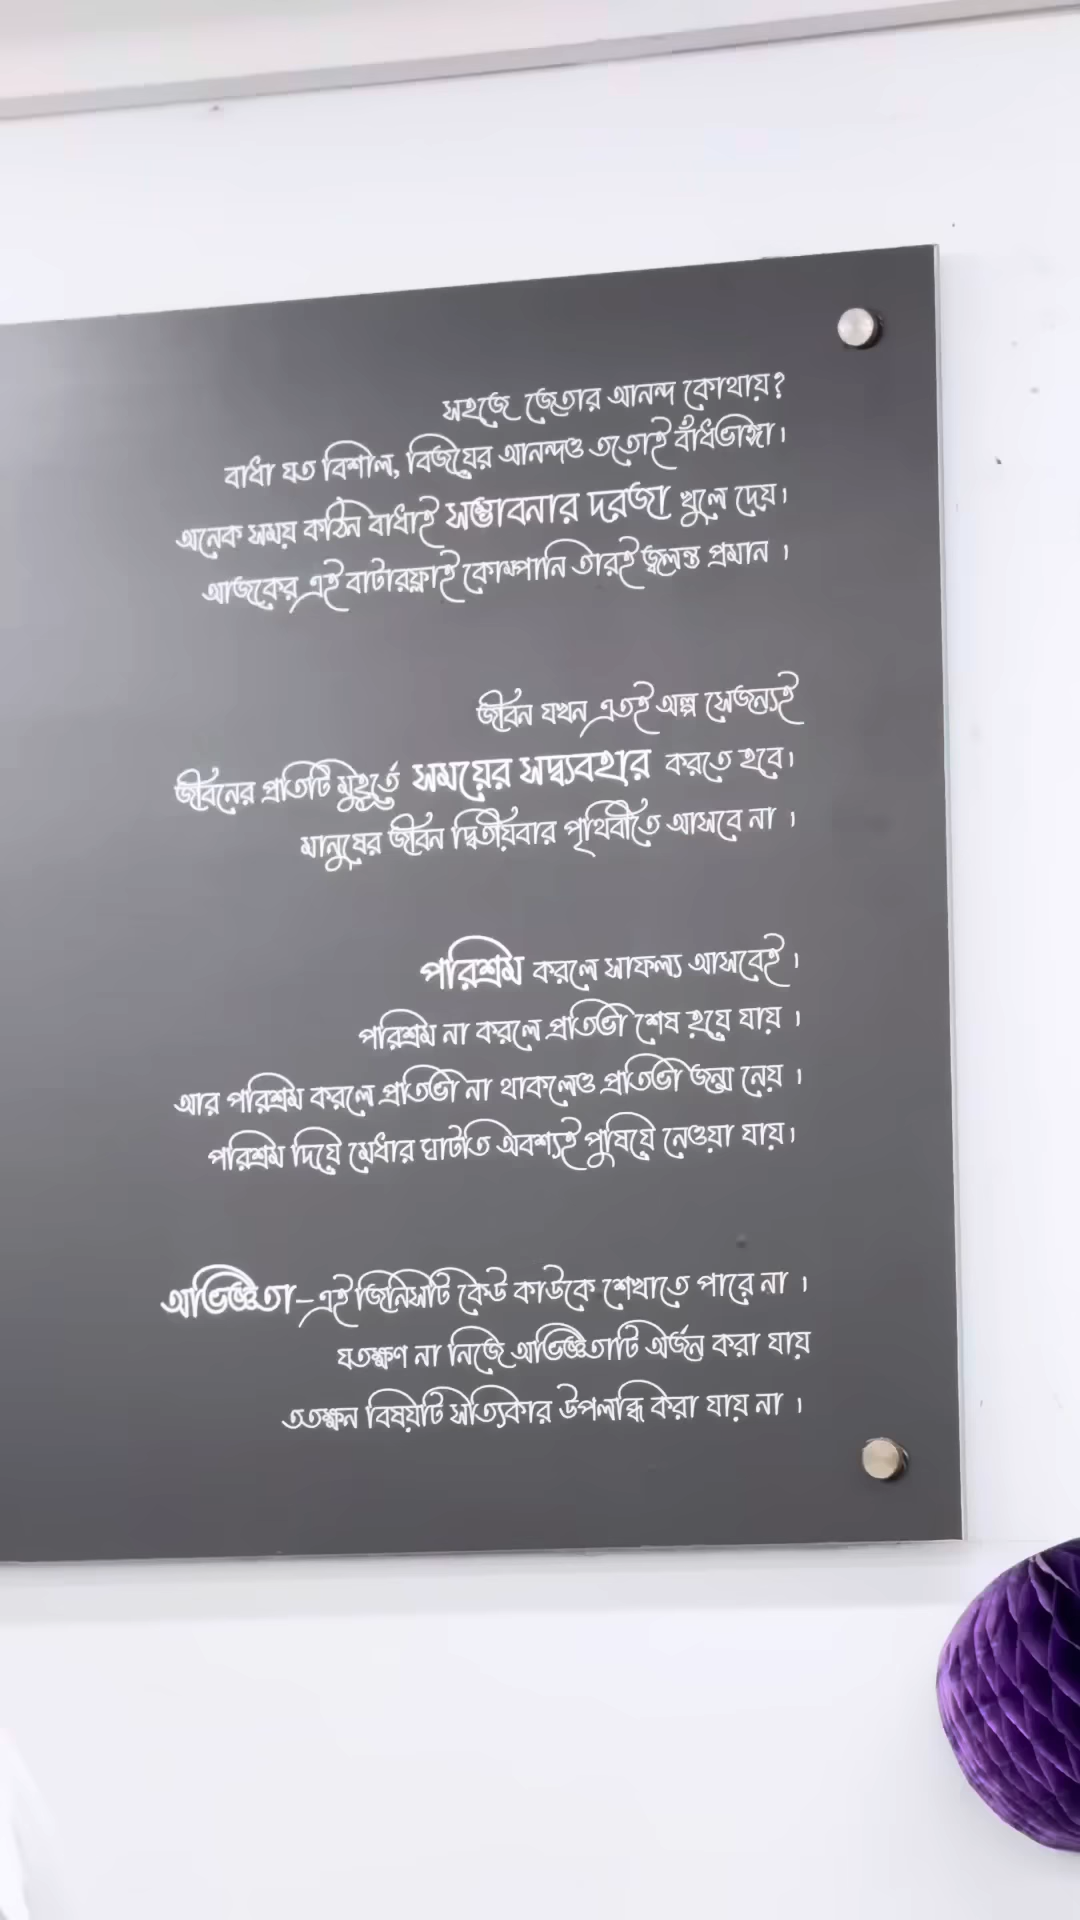 সহজে জেতার আনন্দ কোথায়?
বাধা যত বিশাল, বিজয়ের আনন্দও ততোই বাঁধভাঙ্গা।
অনেক সময় কঠিন বাধাই সম্ভাবনার দরজা খুলে দেয়।
আজকের এই বাটারফ্লাই কোম্পানি তারই জ্বলন্ত প্রমান ।
জীবন যখন এতই অল্প সেজন্যই
জীবনের প্রতিটি মুহূর্তে সময়ের সদ্ব্যবহার করতে হবে।
মানুষের জীবন দ্বিতীয়বার পৃথিবীতে আসবে না ।
পরিশ্রম করলে সাফল্য আসবেই ।
পরিশ্রম না করলে প্রতিভা শেষ হয়ে যায় ।
আর পরিশ্রম করলে প্রতিভা না থাকলেও প্রতিভা জন্ম নেয় ।
পরিশ্রম দিয়ে মেধার ঘাটতি অবশ্যই পুষিয়ে নেওয়া যায়।
অভিজ্ঞতা–এই জিনিসটি কেউ কাউকে শেখাতে পারে না ।
যতক্ষণ না নিজে অভিজ্ঞতাটি অর্জন করা যায়
ততক্ষন বিষয়টি সত্যিকার উপলব্ধি করা যায় না ।